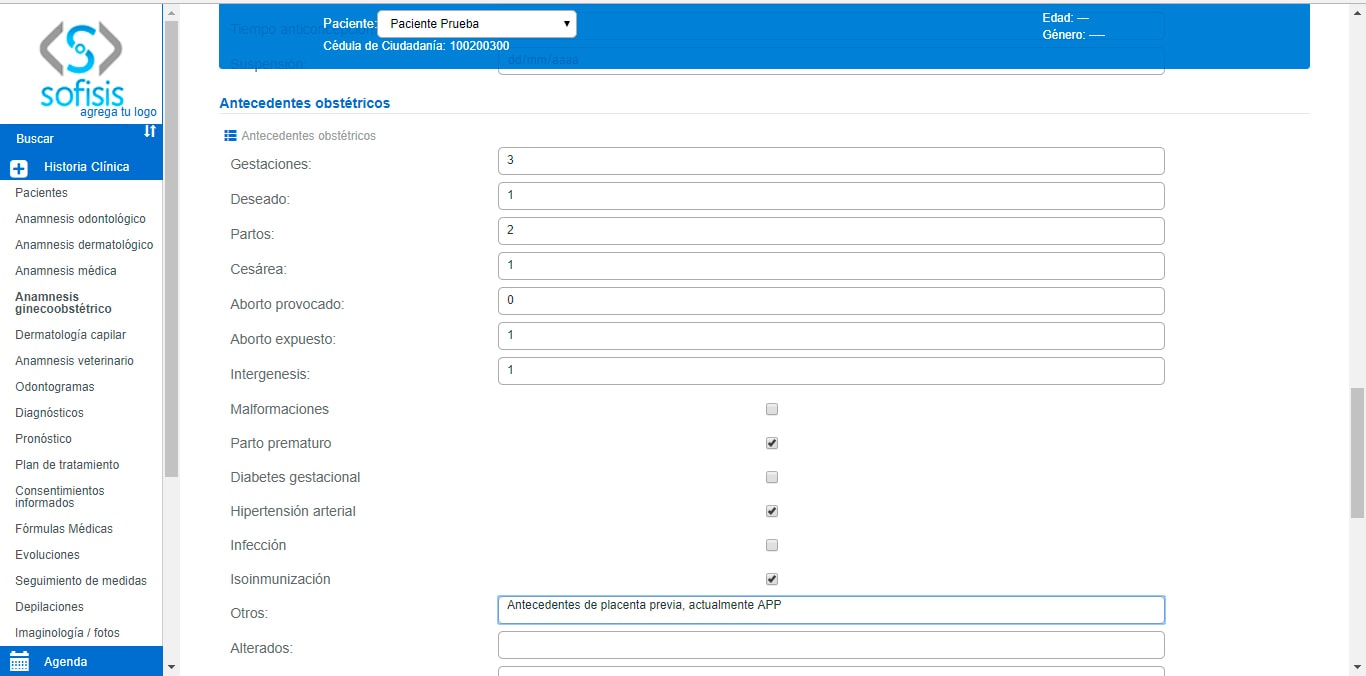 sofisis
agrega tu logo
Buscar
Historia Clínica
Pacientes
Anamnesis odontológico
Anamnesis dermatológico
Anamnesis médica
Anamnesis
ginecoobstétrico
Dermatología capilar
Anamnesis veterinario
Odontogramas
Diagnósticos
Pronóstico
Plan de tratamiento
Consentimientos
informados
Fórmulas Médicas
Evoluciones
Seguimiento de medidas
Depilaciones
Imaginología / fotos
Agenda
Paciente: Paciente Prueba
Cédula de Ciudadanía: 100200300
Edad: ––
Género: –––
Tiempo anticoncepción
Suspensión: dd/mm/aaaa
Antecedentes obstétricos
Antecedentes obstétricos
Gestaciones: 3
Deseado: 1
Partos: 2
Cesárea: 1
Aborto provocado: 0
Aborto expuesto: 1
Intergenesis: 1
Malformaciones
Parto prematuro
Diabetes gestacional
Hipertensión arterial
Infección
Isoinmunización
Otros: Antecedentes de placenta previa, actualmente APP
Alterados: